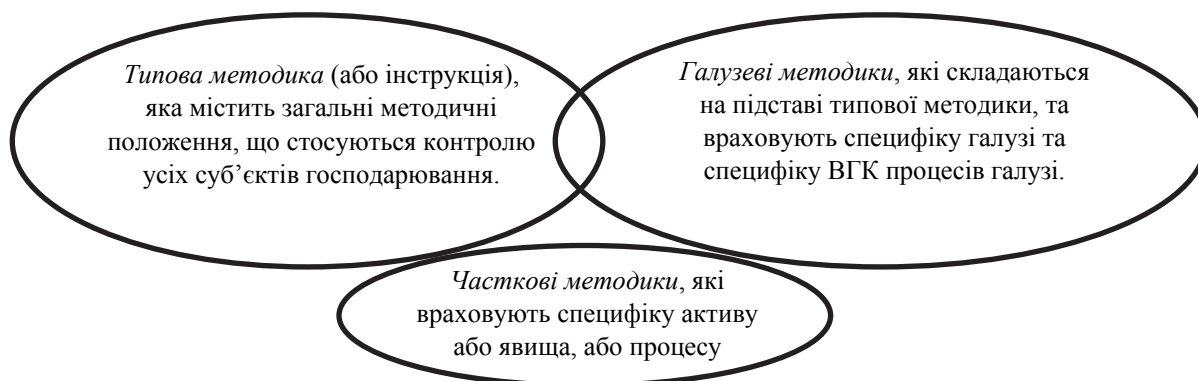 Типова методика (або інструкція),
яка містить загальні методичні
положення, що стосуються контролю
усіх суб’єктів господарювання.
Галузеві методики, які складаються
на підставі типової методики, та
враховують специфіку галузі та
специфіку ВГК процесів галузі.
Часткові методики, які
враховують специфіку активу
або явища, або процесу